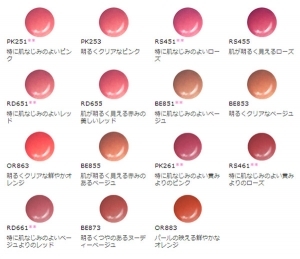 PK251**
特に肌なじみのよいピ
ンク
PK253
明るくクリアなピンク
RS451**
特に肌なじみのよいロ
ーズ
RS455
肌が明るく見えるローズ
RD651**
特に肌なじみのよいレ
ッド
RD655
肌が明るく見える赤みの
美しいレッド
BE851**
特に肌なじみのよいベ
ージュ
BE853
明るくクリアなベージュ
OR863
明るくクリアな鮮やかオ
レンジ
BE855
肌が明るく見える赤みの
あるベージュ
PK261**
特に肌なじみのよい黄み
よりのピンク
RS461**
特に肌なじみのよい黄み
よりのローズ
RD661**
特に肌なじみのよいベー
ジュよりのレッド
BE873
明るくつやのあるヌーデ
ィーベージュ
OR883
パールの映える鮮やかな
オレンジ